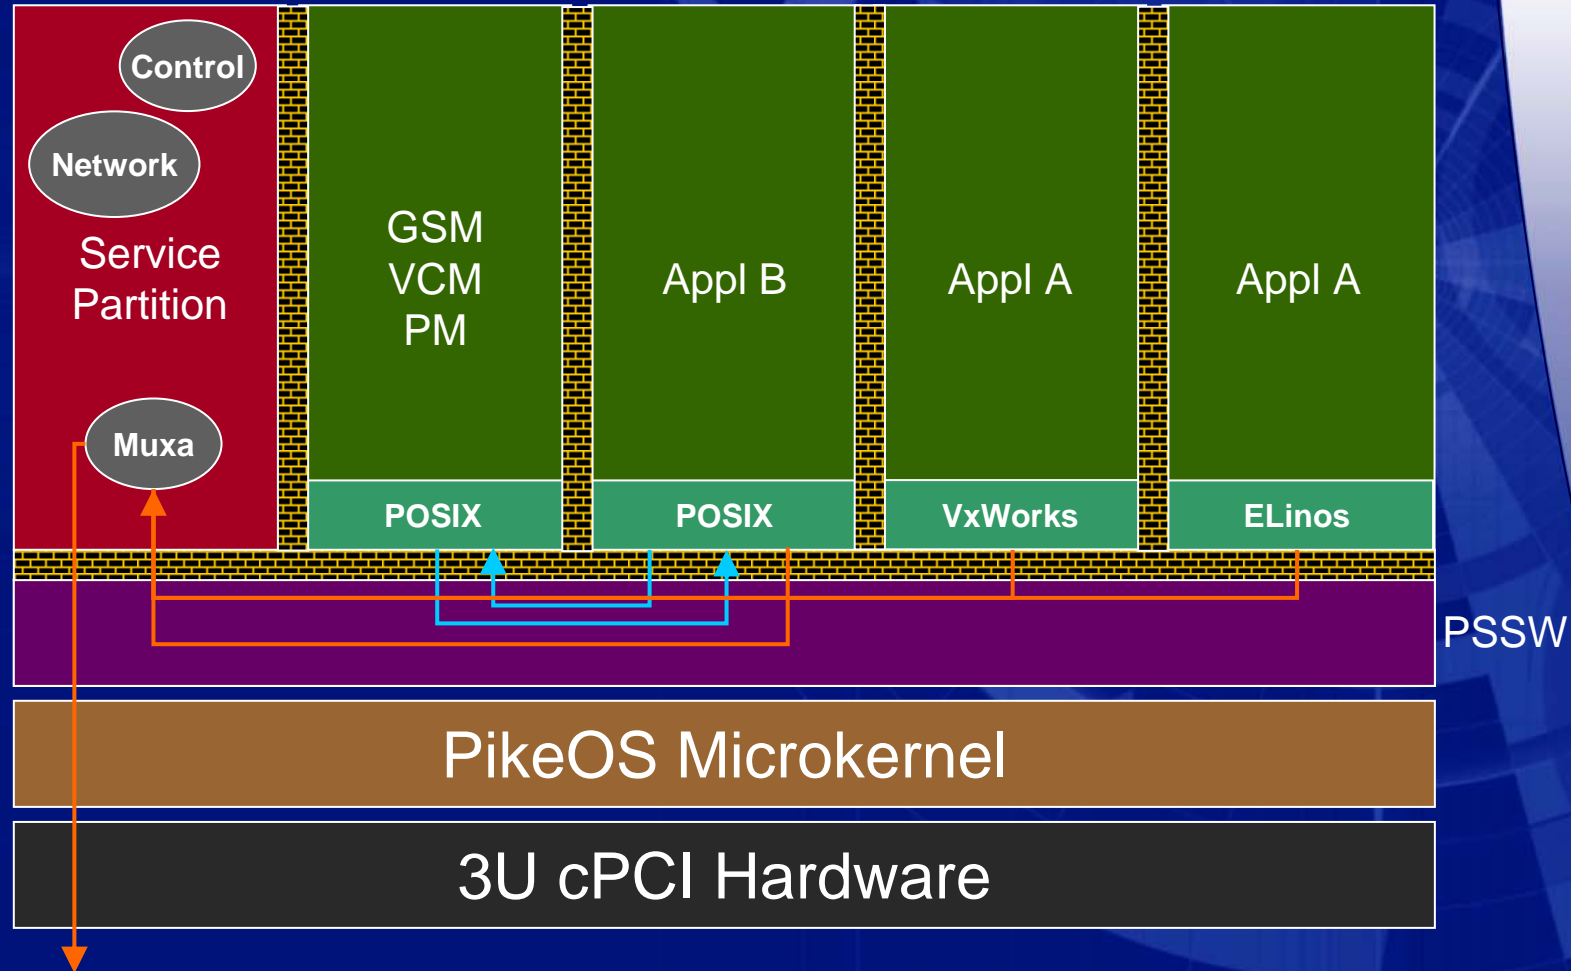 Control
Network
Service
Partition
Muxa
GSM
VCM
PM
POSIX
Appl B
POSIX
Appl A
VxWorks
Appl A
ELinos
PSSW
PikeOS Microkernel
3U cPCI Hardware